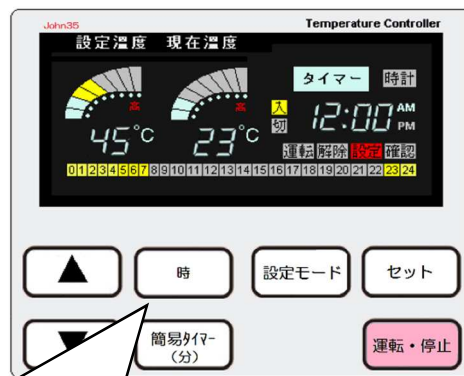 John35
Temperature Controller
設定溫度 現在溫度
タイマー 時計
高 高 入
45℃ 23℃ 切 12:00 AM
PM
運転 解除 設定 確認
0 1 2 3 4 5 6 7 8 9 10 11 12 13 14 15 16 17 18 19 20 21 22 23 24
▲ 時 設定モード セット
▼ 簡易タイマー
(分)
運転・停止